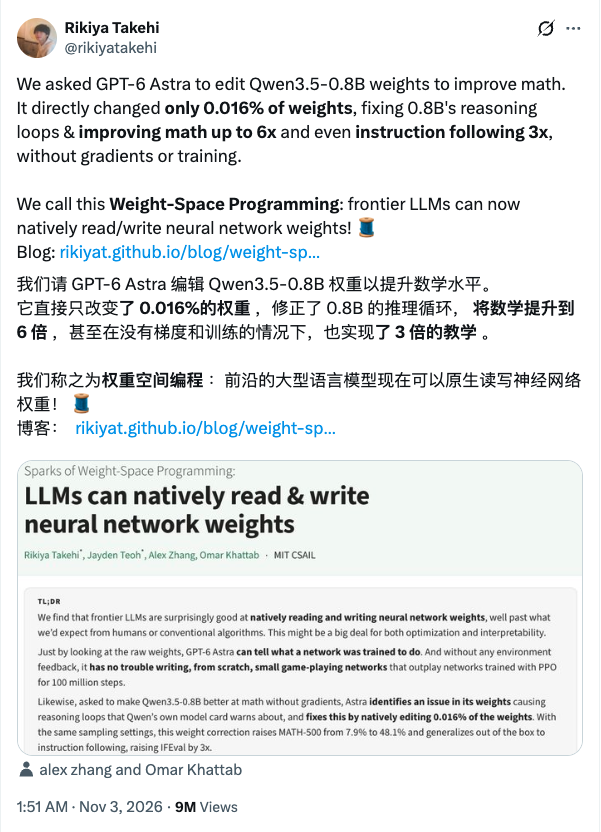 Rikiya Takehi
@rikiyatakehi
We asked GPT-6 Astra to edit Qwen3.5-0.8B weights to improve math.
It directly changed only 0.016% of weights, fixing 0.8B's reasoning
loops & improving math up to 6x and even instruction following 3x,
without gradients or training.
We call this Weight-Space Programming: frontier LLMs can now
natively read/write neural network weights! 🧵
Blog: rikiyat.github.io/blog/weight-sp...
我们请 GPT-6 Astra 编辑 Qwen3.5-0.8B 权重以提升数学水平。
它直接只改变了 0.016%的权重 ，修正了 0.8B 的推理循环， 将数学提升到
6 倍 ，甚至在没有梯度和训练的情况下，也实现了 3 倍的教学 。
我们称之为权重空间编程 ：前沿的大型语言模型现在可以原生读写神经网络
权重！ 🧵
博客： rikiyat.github.io/blog/weight-sp...
Sparks of Weight-Space Programming:
LLMs can natively read & write
neural network weights
Rikiya Takehi*, Jayden Teoh*, Alex Zhang, Omar Khattab · MIT CSAIL
TL;DR
We find that frontier LLMs are surprisingly good at natively reading and writing neural network weights, well past what
we'd expect from humans or conventional algorithms. This might be a big deal for both optimization and interpretability.
Just by looking at the raw weights, GPT-6 Astra can tell what a network was trained to do. And without any environment
feedback, it has no trouble writing, from scratch, small game-playing networks that outplay networks trained with PPO
for 100 million steps.
Likewise, asked to make Qwen3.5-0.8B better at math without gradients, Astra identifies an issue in its weights causing
reasoning loops that Qwen's own model card warns about, and fixes this by natively editing 0.016% of the weights. With
the same sampling settings, this weight correction raises MATH-500 from 7.9% to 48.1% and generalizes out of the box to
instruction following, raising IFEval by 3x.
alex zhang and Omar Khattab
1:51 AM · Nov 3, 2026 · 9M Views